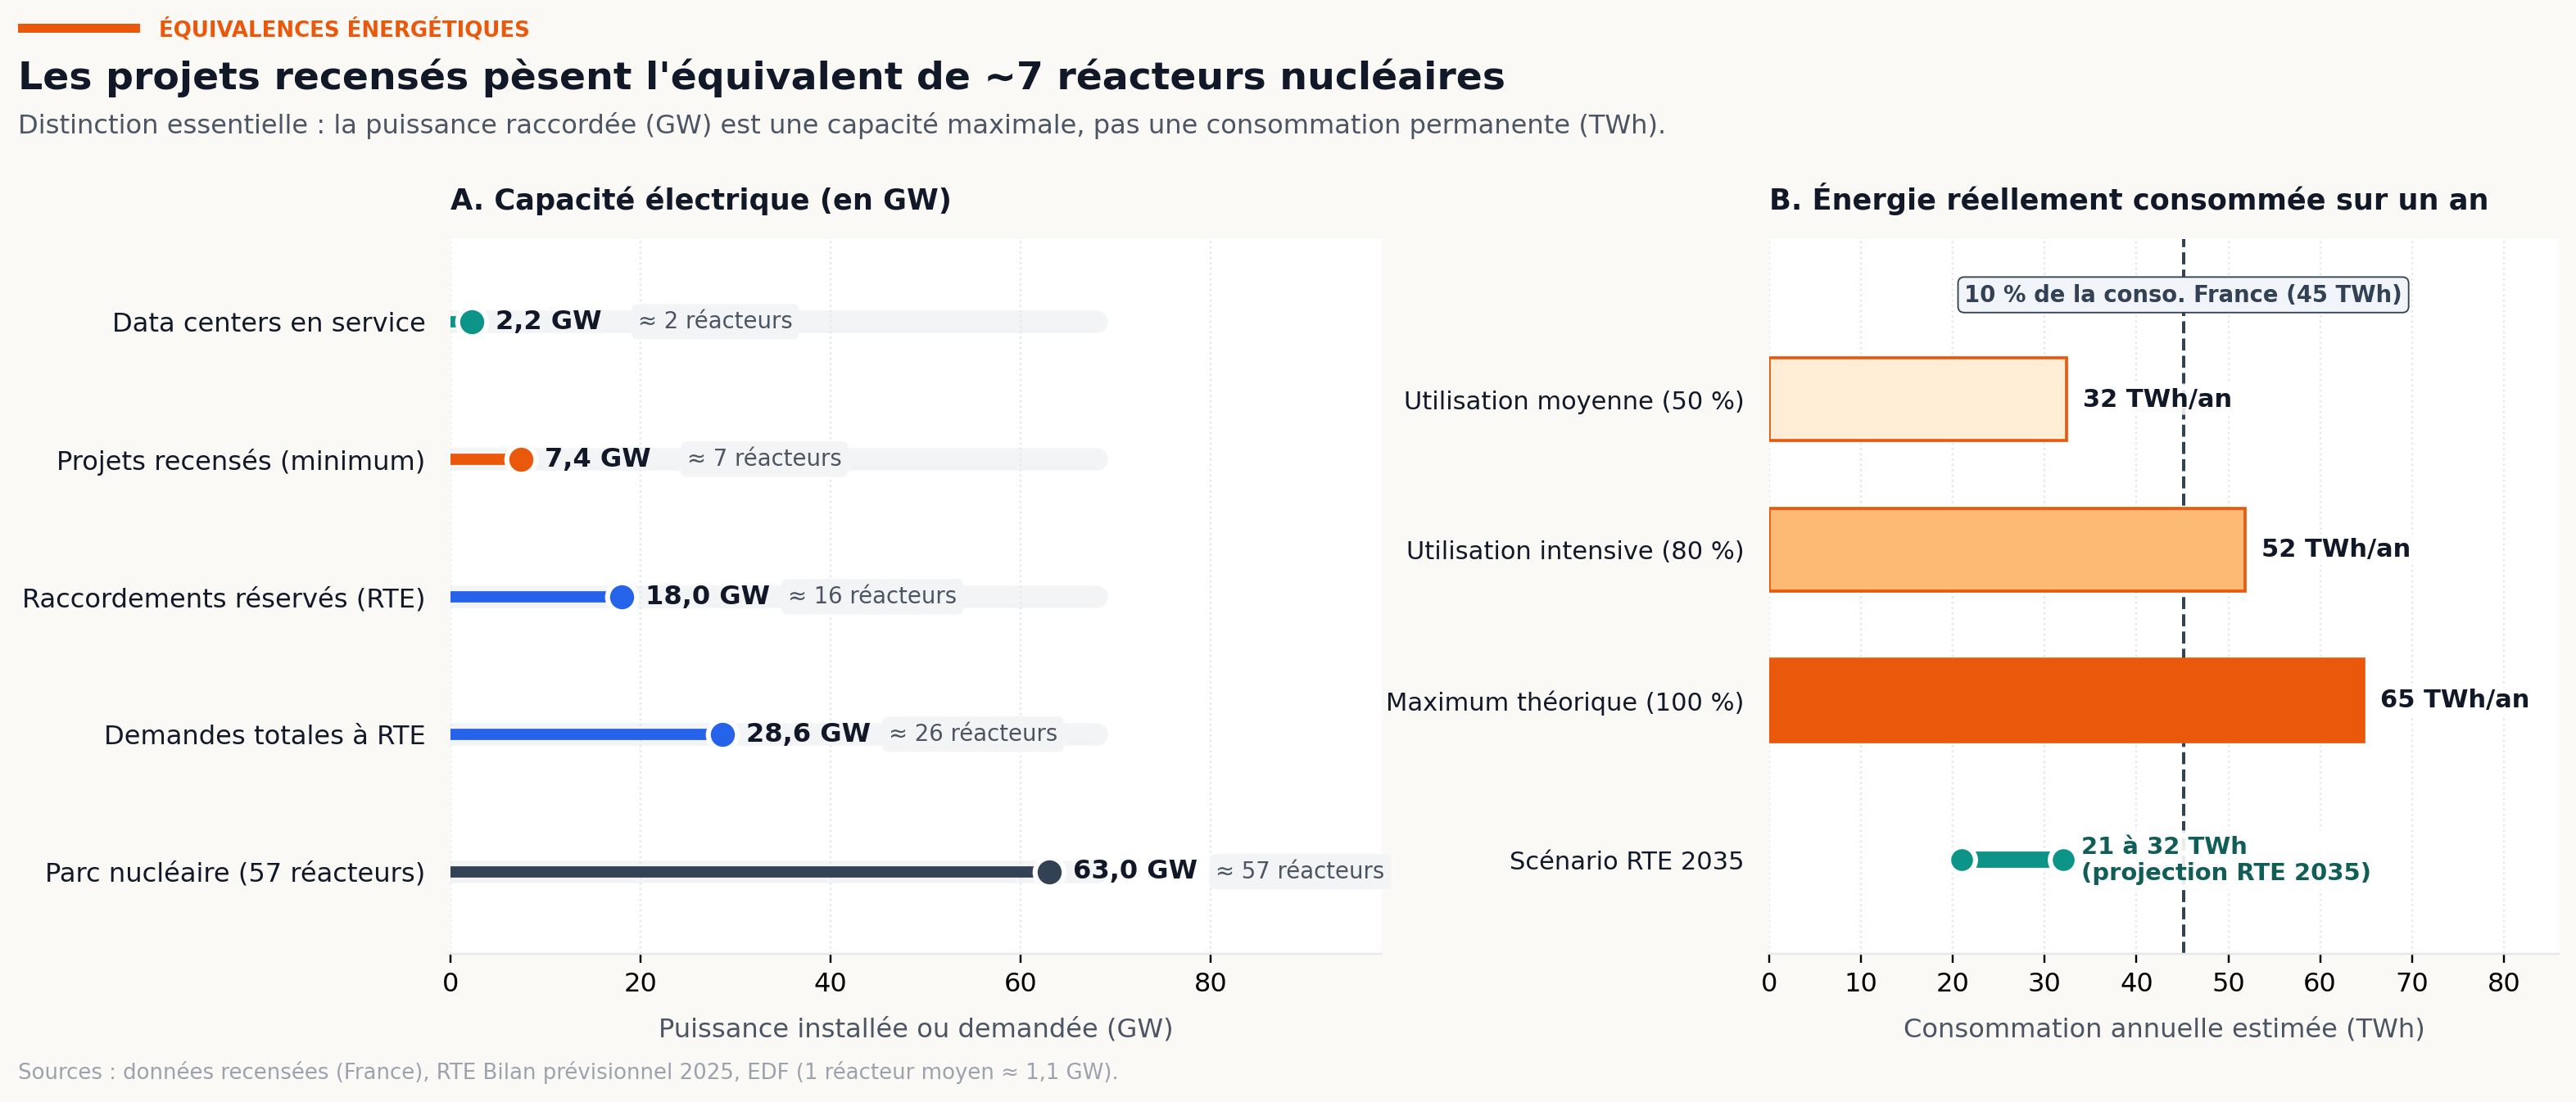 ÉQUIVALENCES ÉNERGÉTIQUES
Les projets recensés pèsent l'équivalent de ~7 réacteurs nucléaires
Distinction essentielle : la puissance raccordée (GW) est une capacité maximale, pas une consommation permanente (TWh).
A. Capacité électrique (en GW)
Data centers en service
2,2 GW
≈ 2 réacteurs
Projets recensés (minimum)
7,4 GW
≈ 7 réacteurs
Raccordements réservés (RTE)
18,0 GW
≈ 16 réacteurs
Demandes totales à RTE
28,6 GW
≈ 26 réacteurs
Parc nucléaire (57 réacteurs)
63,0 GW
≈ 57 réacteurs
0 20 40 60 80
Puissance installée ou demandée (GW)
B. Énergie réellement consommée sur un an
10 % de la conso. France (45 TWh)
Utilisation moyenne (50 %)
32 TWh/an
Utilisation intensive (80 %)
52 TWh/an
Maximum théorique (100 %)
65 TWh/an
Scénario RTE 2035
21 à 32 TWh
(projection RTE 2035)
0 10 20 30 40 50 60 70 80
Consommation annuelle estimée (TWh)
Sources : données recensées (France), RTE Bilan prévisionnel 2025, EDF (1 réacteur moyen ≈ 1,1 GW).